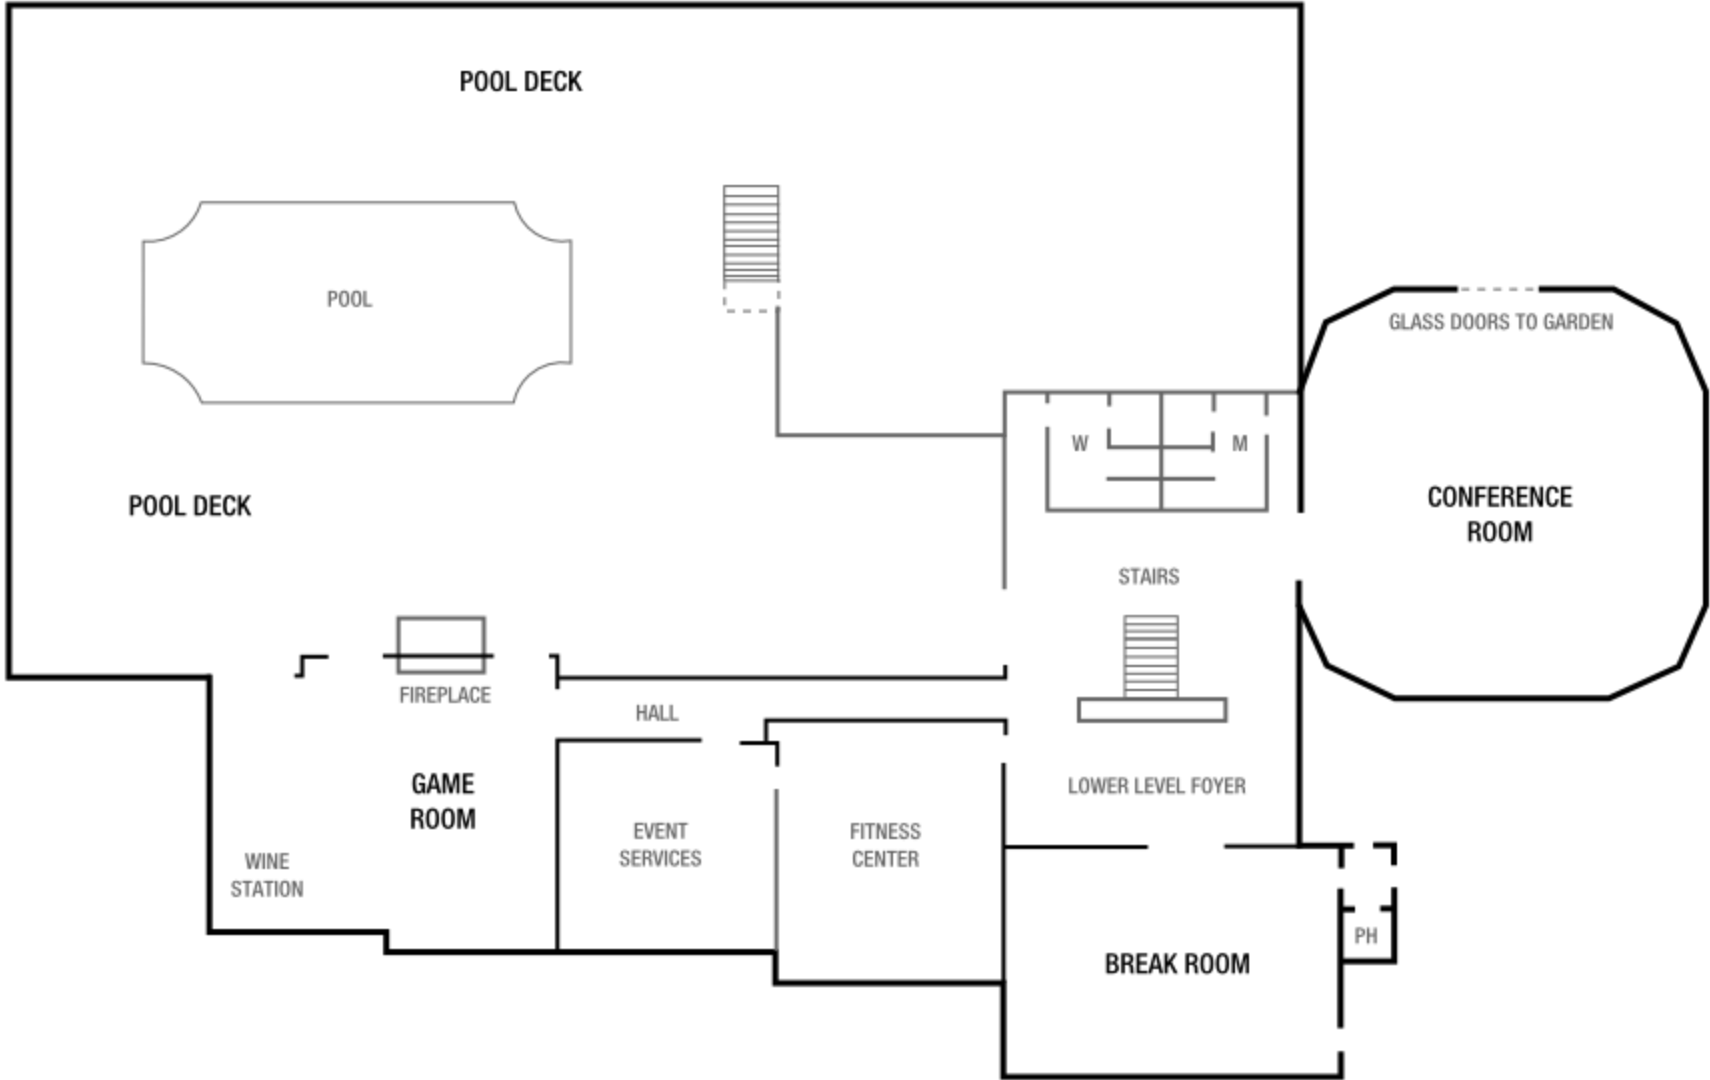 POOL DECK
POOL
GLASS DOORS TO GARDEN
W
M
POOL DECK
CONFERENCE
ROOM
STAIRS
FIREPLACE
HALL
GAME
ROOM
LOWER LEVEL FOYER
EVENT
SERVICES
FITNESS
CENTER
WINE
STATION
PH
BREAK ROOM